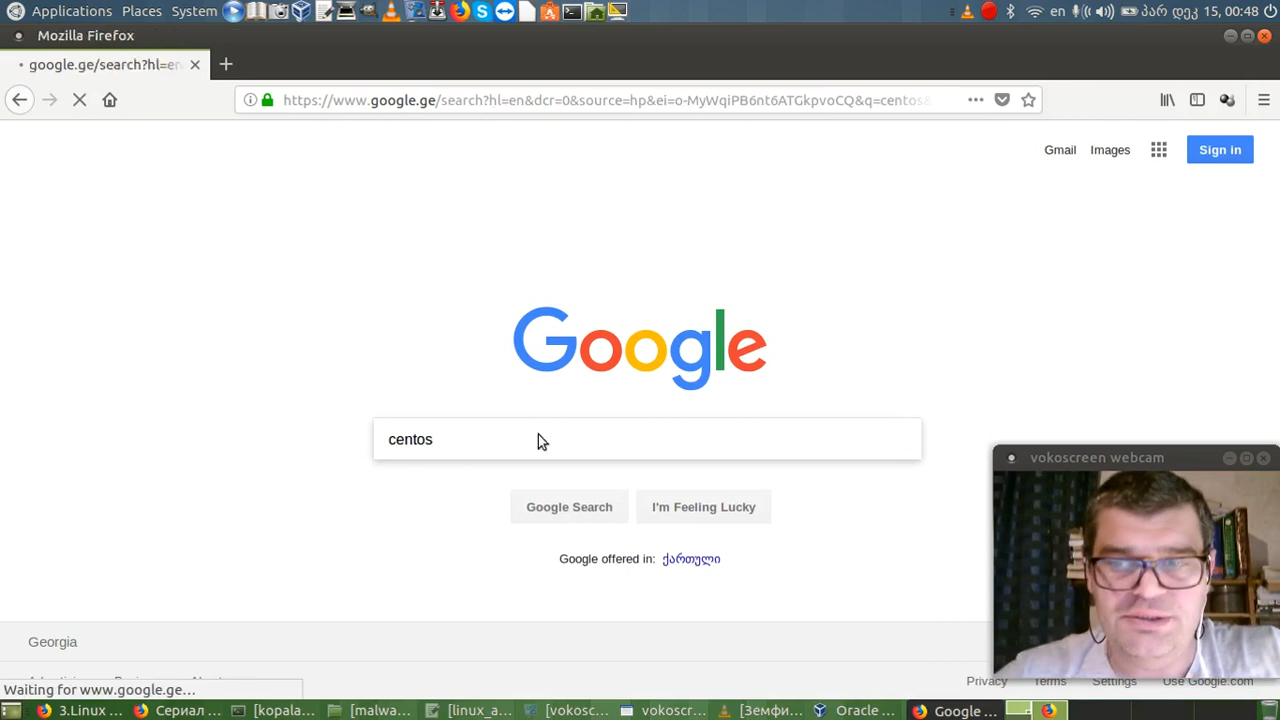 Applications Places System
en
პარ დეკ 15, 00:48
Mozilla Firefox
google.ge/search?hl=en
https://www.google.ge/search?hl=en&dcr=0&source=hp&ei=o-MyWqiPB6nt6ATGkpvoCQ&q=centos
Gmail Images Sign in
Google
centos
Google Search I'm Feeling Lucky
Google offered in: ქართული
vokoscreen webcam
Georgia
Privacy Terms Settings Use Google.com
Waiting for www.google.ge...
3.Linux ... Сериал ... [kopala... [malwa... [linux_a... [vokosc... vokoscr... [Земфи... Oracle ... Google ...